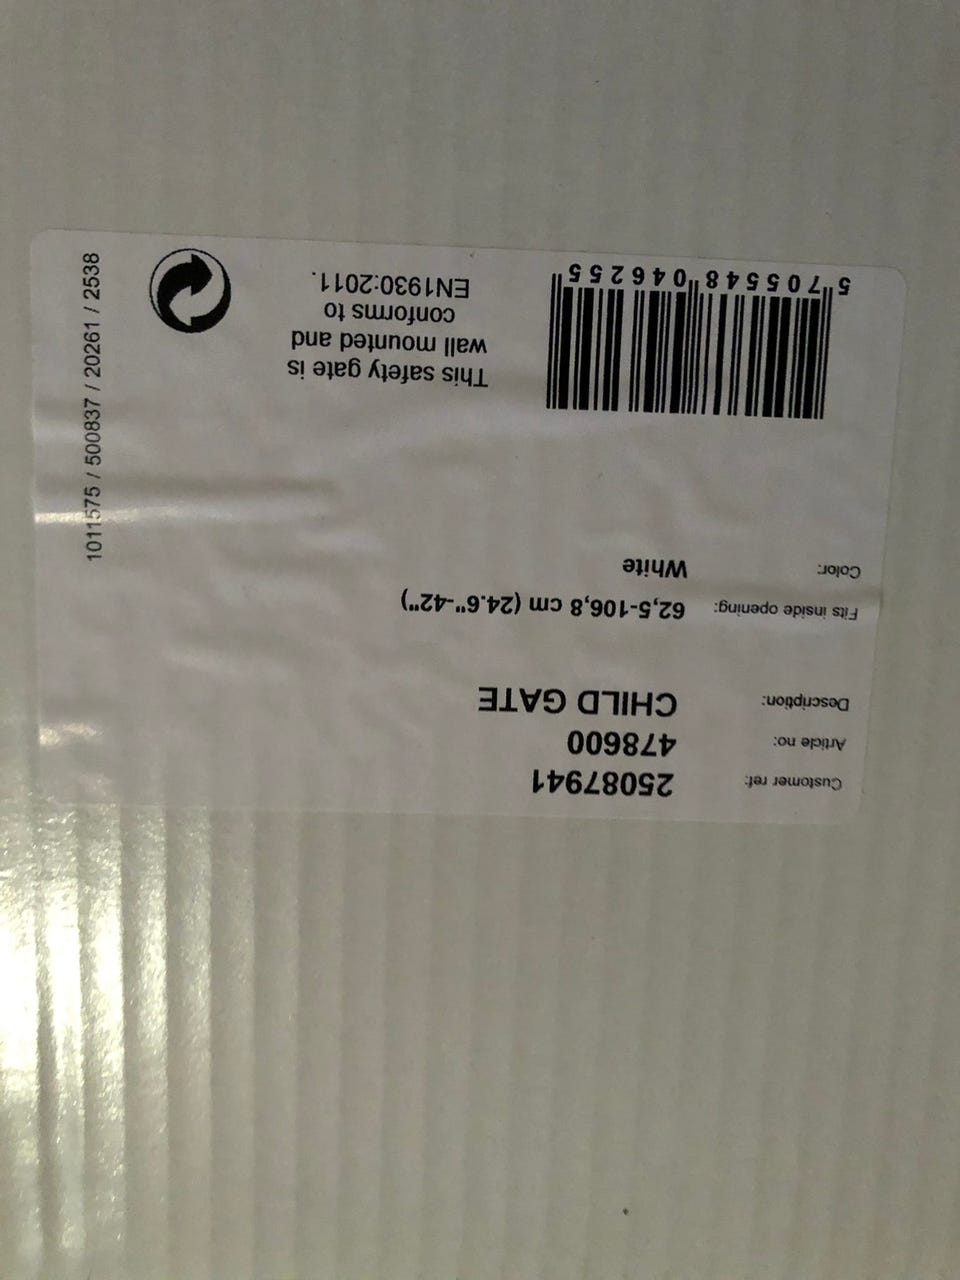 Customer ref: 25087941
Article no: 478600
Description: CHILD GATE
Fits inside opening: 62,5-106,8 cm (24.6"-42")
Color: White
5 705548 046255
This safety gate is
wall mounted and
conforms to
EN1930:2011.
1011575 / 500837 / 20261 / 2538